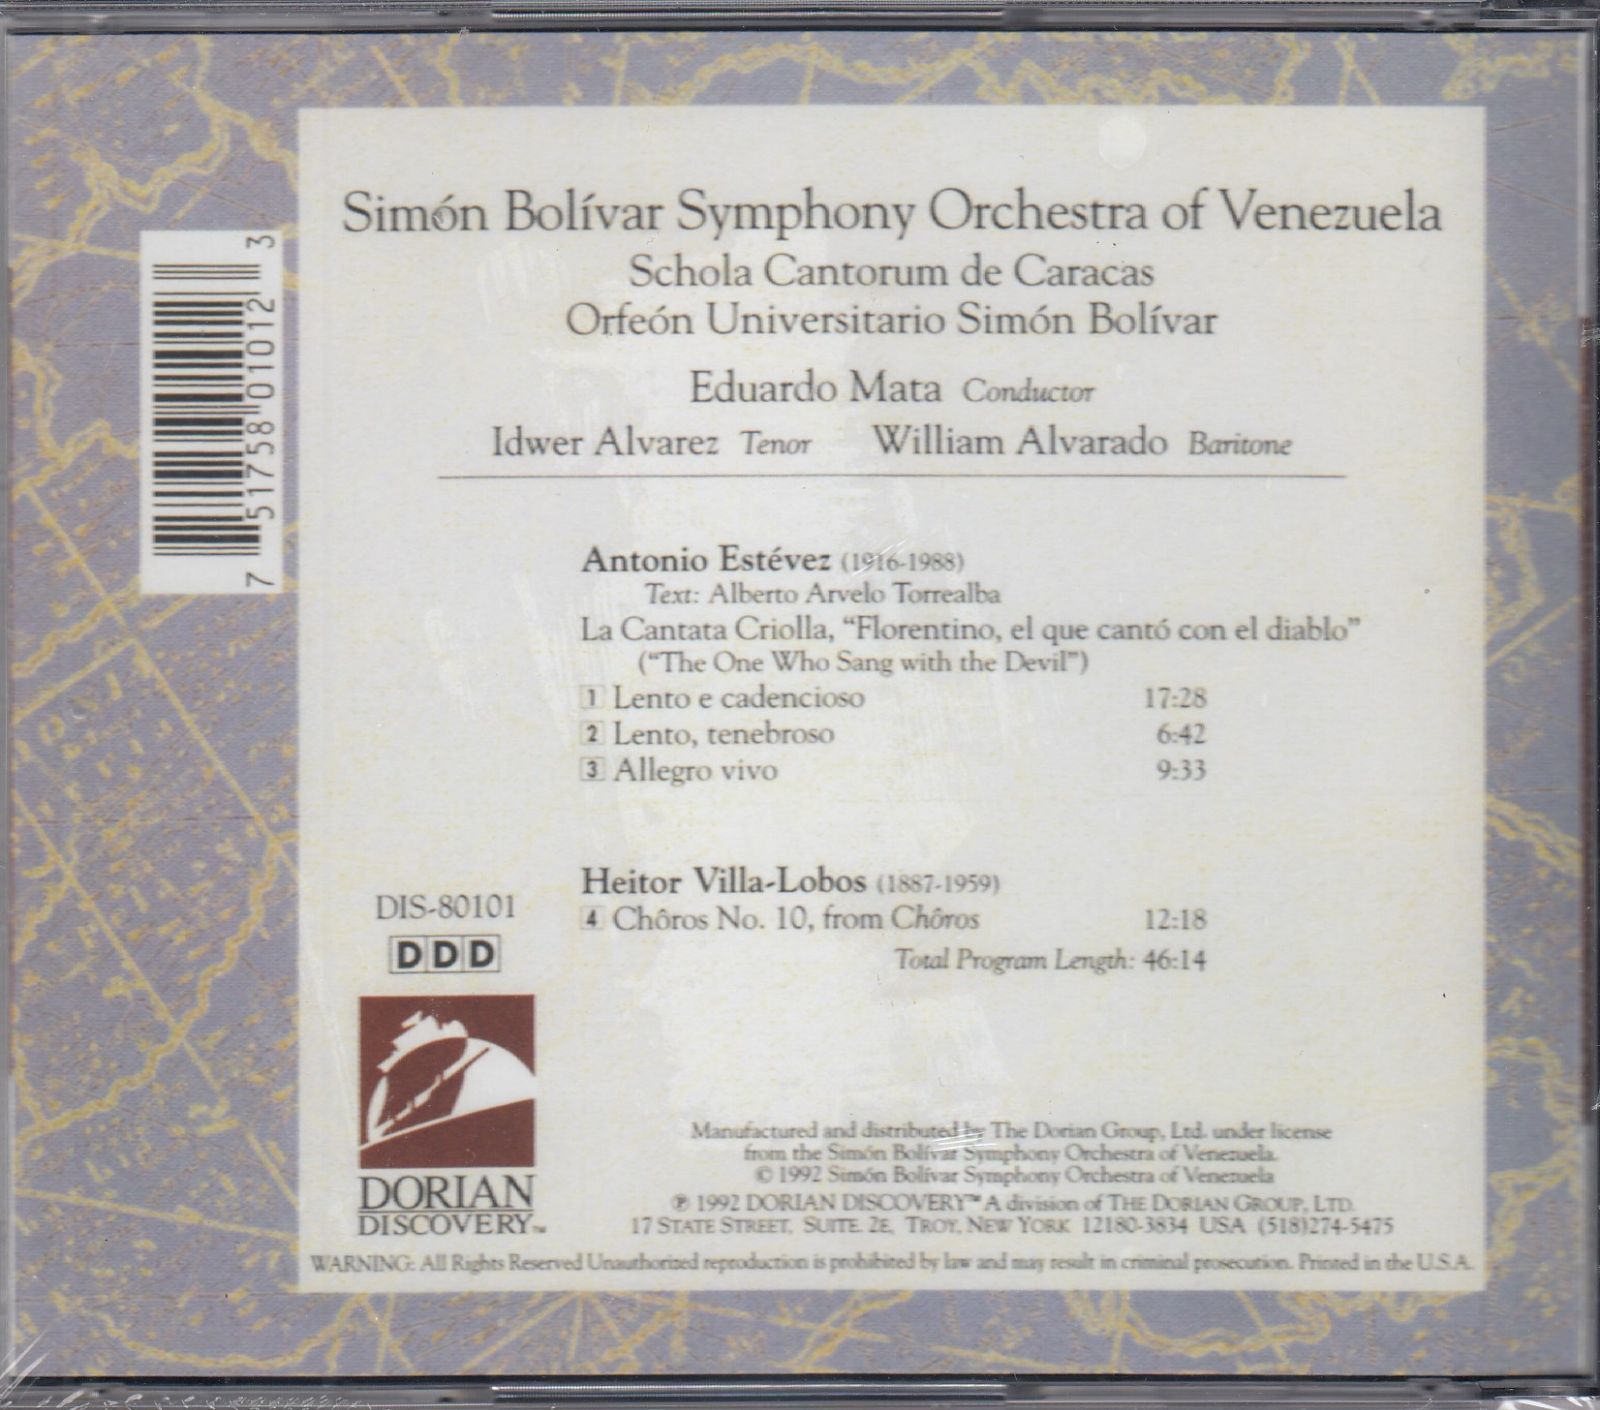 Simón Bolívar Symphony Orchestra of Venezuela
Schola Cantorum de Caracas
Orfeón Universitario Simón Bolívar
Eduardo Mata Conductor
Idwer Alvarez Tenor William Alvarado Baritone
7 51758 01012 3
Antonio Estévez (1916-1988)
Text: Alberto Arvelo Torrealba
La Cantata Criolla, “Florentino, el que cantó con el diablo”
(“The One Who Sang with the Devil”)
1 Lento e cadencioso 17:28
2 Lento, tenebroso 6:42
3 Allegro vivo 9:33
Heitor Villa-Lobos (1887-1959)
4 Chôros No. 10, from Chôros 12:18
Total Program Length: 46:14
DIS-80101
DDD
DORIAN
DISCOVERY™
Manufactured and distributed by The Dorian Group, Ltd. under license
from the Simón Bolívar Symphony Orchestra of Venezuela.
© 1992 Simón Bolívar Symphony Orchestra of Venezuela
℗ 1992 DORIAN DISCOVERY™ A division of THE DORIAN GROUP, LTD.
17 STATE STREET, SUITE 2E, TROY, NEW YORK 12180-3834 USA (518)274-5475
WARNING: All Rights Reserved Unauthorized reproduction is prohibited by law and may result in criminal prosecution. Printed in the U.S.A.